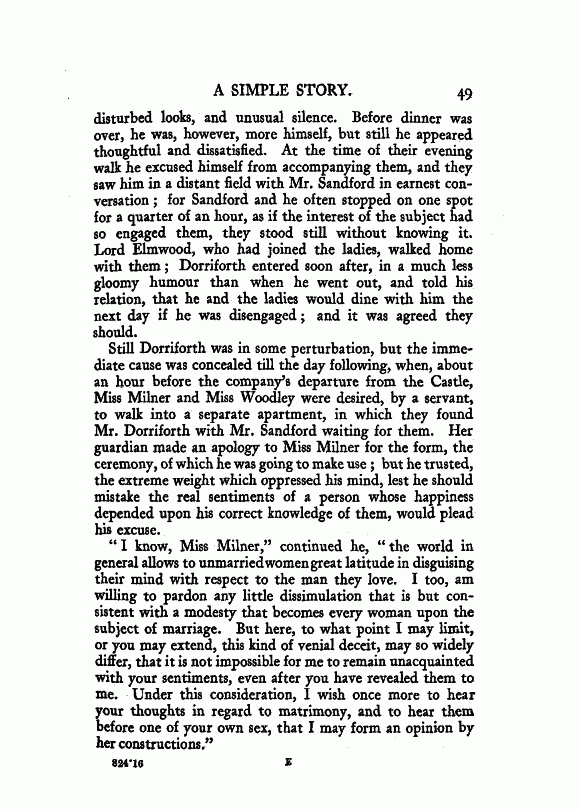 A SIMPLE STORY. 49
disturbed looks, and unusual silence. Before dinner was
over, he was, however, more himself, but still he appeared
thoughtful and dissatisfied. At the time of their evening
walk he excused himself from accompanying them, and they
saw him in a distant field with Mr. Sandford in earnest con-
versation ; for Sandford and he often stopped on one spot
for a quarter of an hour, as if the interest of the subject had
so engaged them, they stood still without knowing it.
Lord Elmwood, who had joined the ladies, walked home
with them ; Dorriforth entered soon after, in a much less
gloomy humour than when he went out, and told his
relation, that he and the ladies would dine with him the
next day if he was disengaged ; and it was agreed they
should.
Still Dorriforth was in some perturbation, but the imme-
diate cause was concealed till the day following, when, about
an hour before the company's departure from the Castle,
Miss Milner and Miss Woodley were desired, by a servant,
to walk into a separate apartment, in which they found
Mr. Dorriforth with Mr. Sandford waiting for them. Her
guardian made an apology to Miss Milner for the form, the
ceremony, of which he was going to make use ; but he trusted,
the extreme weight which oppressed his mind, lest he should
mistake the real sentiments of a person whose happiness
depended upon his correct knowledge of them, would plead
his excuse.
“ I know, Miss Milner,” continued he, “ the world in
general allows to unmarried women great latitude in disguising
their mind with respect to the man they love. I too, am
willing to pardon any little dissimulation that is but con-
sistent with a modesty that becomes every woman upon the
subject of marriage. But here, to what point I may limit,
or you may extend, this kind of venial deceit, may so widely
differ, that it is not impossible for me to remain unacquainted
with your sentiments, even after you have revealed them to
me. Under this consideration, I wish once more to hear
your thoughts in regard to matrimony, and to hear them
before one of your own sex, that I may form an opinion by
her constructions.”
824·16 E